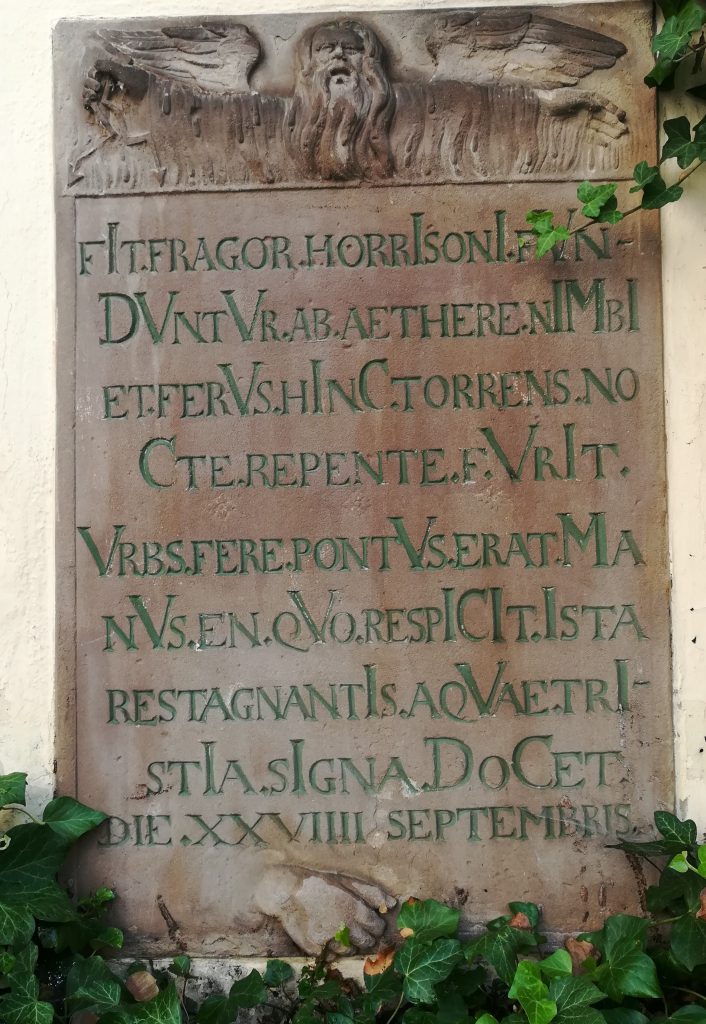 FIT.FRAGOR.HORRISONI.FVN-
DVNTVR.AB.AETHERE.NIMBI
ET.FERVS.HINC.TORRENS.NO
CTE.REPENTE.FVRIT.
VRBS.FERE.PONTVS.ERAT.MA
NVS.EN.QVO.RESPICIT.ISTA
RESTAGNANTIS.AQVAE.TRI-
STIA.SIGNA.DOCET.
DIE.XXVIIII SEPTEMBRIS.